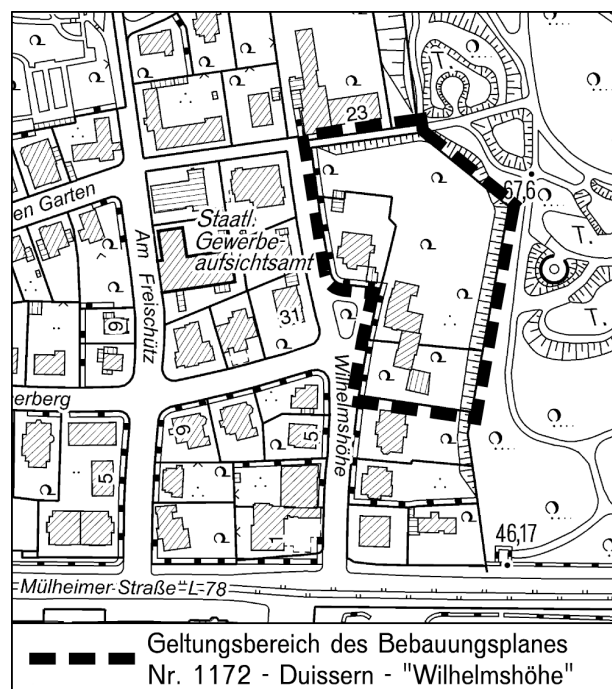 T.
23
67,6
en Garten
Staatl.
Gewerbe-
aufsichtsamt
Am Freischütz
T.
T.
31
9
Wilhelmshöhe
erberg
9
5
5
1
46,17
Mülheimer-Straße-L-78
Geltungsbereich des Bebauungsplanes
Nr. 1172 - Duissern - "Wilhelmshöhe"